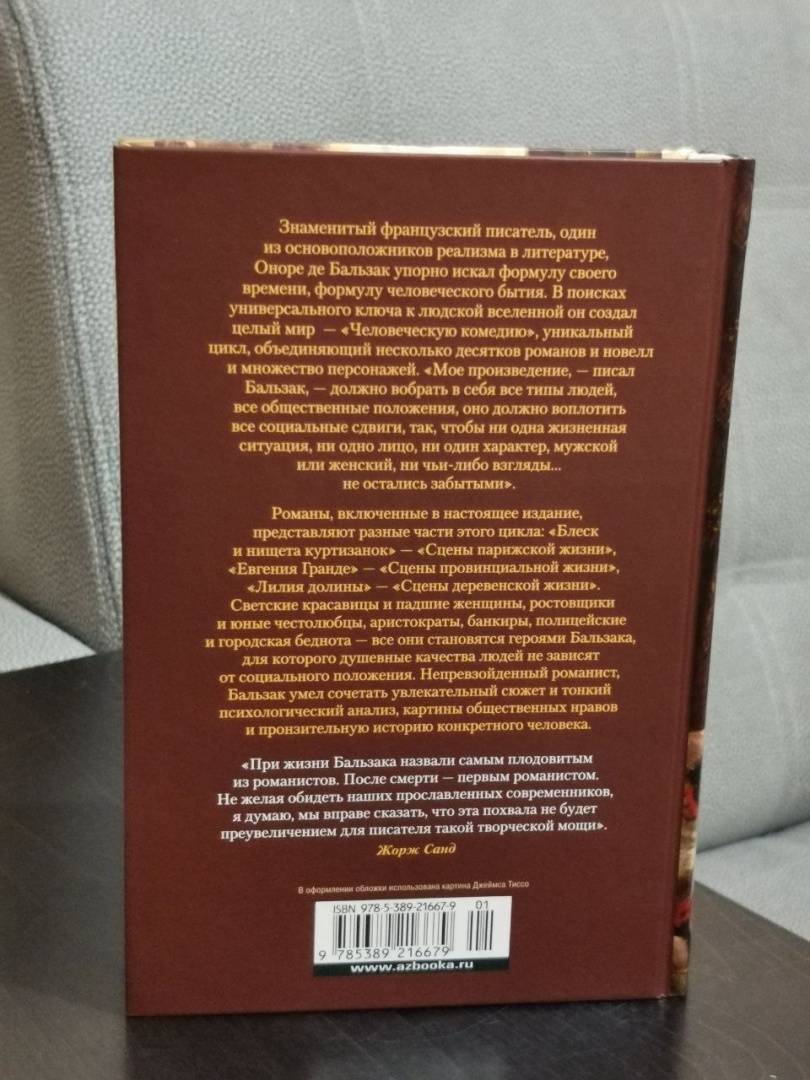 Знаменитый французский писатель, один
из основоположников реализма в литературе,
Оноре де Бальзак упорно искал формулу своего
времени, формулу человеческого бытия. В поисках
универсального ключа к людской вселенной он создал
целый мир — «Человеческую комедию», уникальный
цикл, объединяющий несколько десятков романов и новелл
и множество персонажей. «Мое произведение, — писал
Бальзак, — должно вобрать в себя все типы людей,
все общественные положения, оно должно воплотить
все социальные сдвиги, так, чтобы ни одна жизненная
ситуация, ни одно лицо, ни один характер, мужской
или женский, ни чьи-либо взгляды...
не остались забытыми».
Романы, включенные в настоящее издание,
представляют разные части этого цикла: «Блеск
и нищета куртизанок» — «Сцены парижской жизни»,
«Евгения Гранде» — «Сцены провинциальной жизни»,
«Лилия долины» — «Сцены деревенской жизни».
Светские красавицы и падшие женщины, ростовщики
и юные честолюбцы, аристократы, банкиры, полицейские
и городская беднота — все они становятся героями Бальзака,
для которого душевные качества людей не зависят
от социального положения. Непревзойденный романист,
Бальзак умел сочетать увлекательный сюжет и тонкий
психологический анализ, картины общественных нравов
и пронзительную историю конкретного человека.
«При жизни Бальзака назвали самым плодовитым
из романистов. После смерти — первым романистом.
Не желая обидеть наших прославленных современников,
я думаю, мы вправе сказать, что эта похвала не будет
преувеличением для писателя такой творческой мощи».
Жорж Санд
В оформлении обложки использована картина Джеймса Тиссо
ISBN 978-5-389-21667-9 01
9 785389 216679
www.azbooka.ru